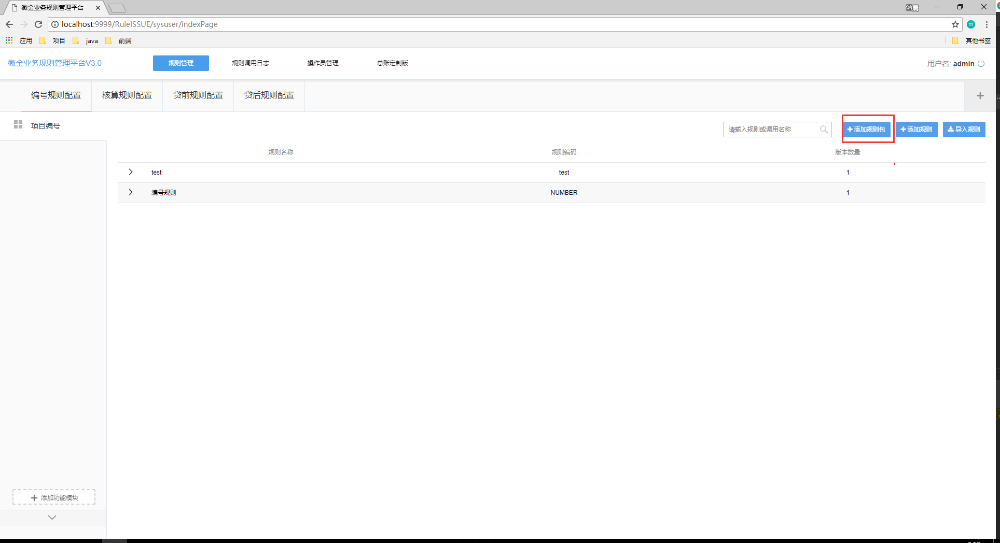 微金业务规则管理平台
涵晨
localhost:9999/RuleISSUE/sysuser/indexPage
m
应用 项目 java 前端 其他书签
微金业务规则管理平台V3.0 规则管理 规则调用日志 操作员管理 总账定制版 用户名: admin
编号规则配置 核算规则配置 贷前规则配置 贷后规则配置
项目编号 请输入规则或调用名称 添加规则包 添加规则 导入规则
规则名称 规则编码 版本数量
test test 1
编号规则 NUMBER 1
添加功能模块